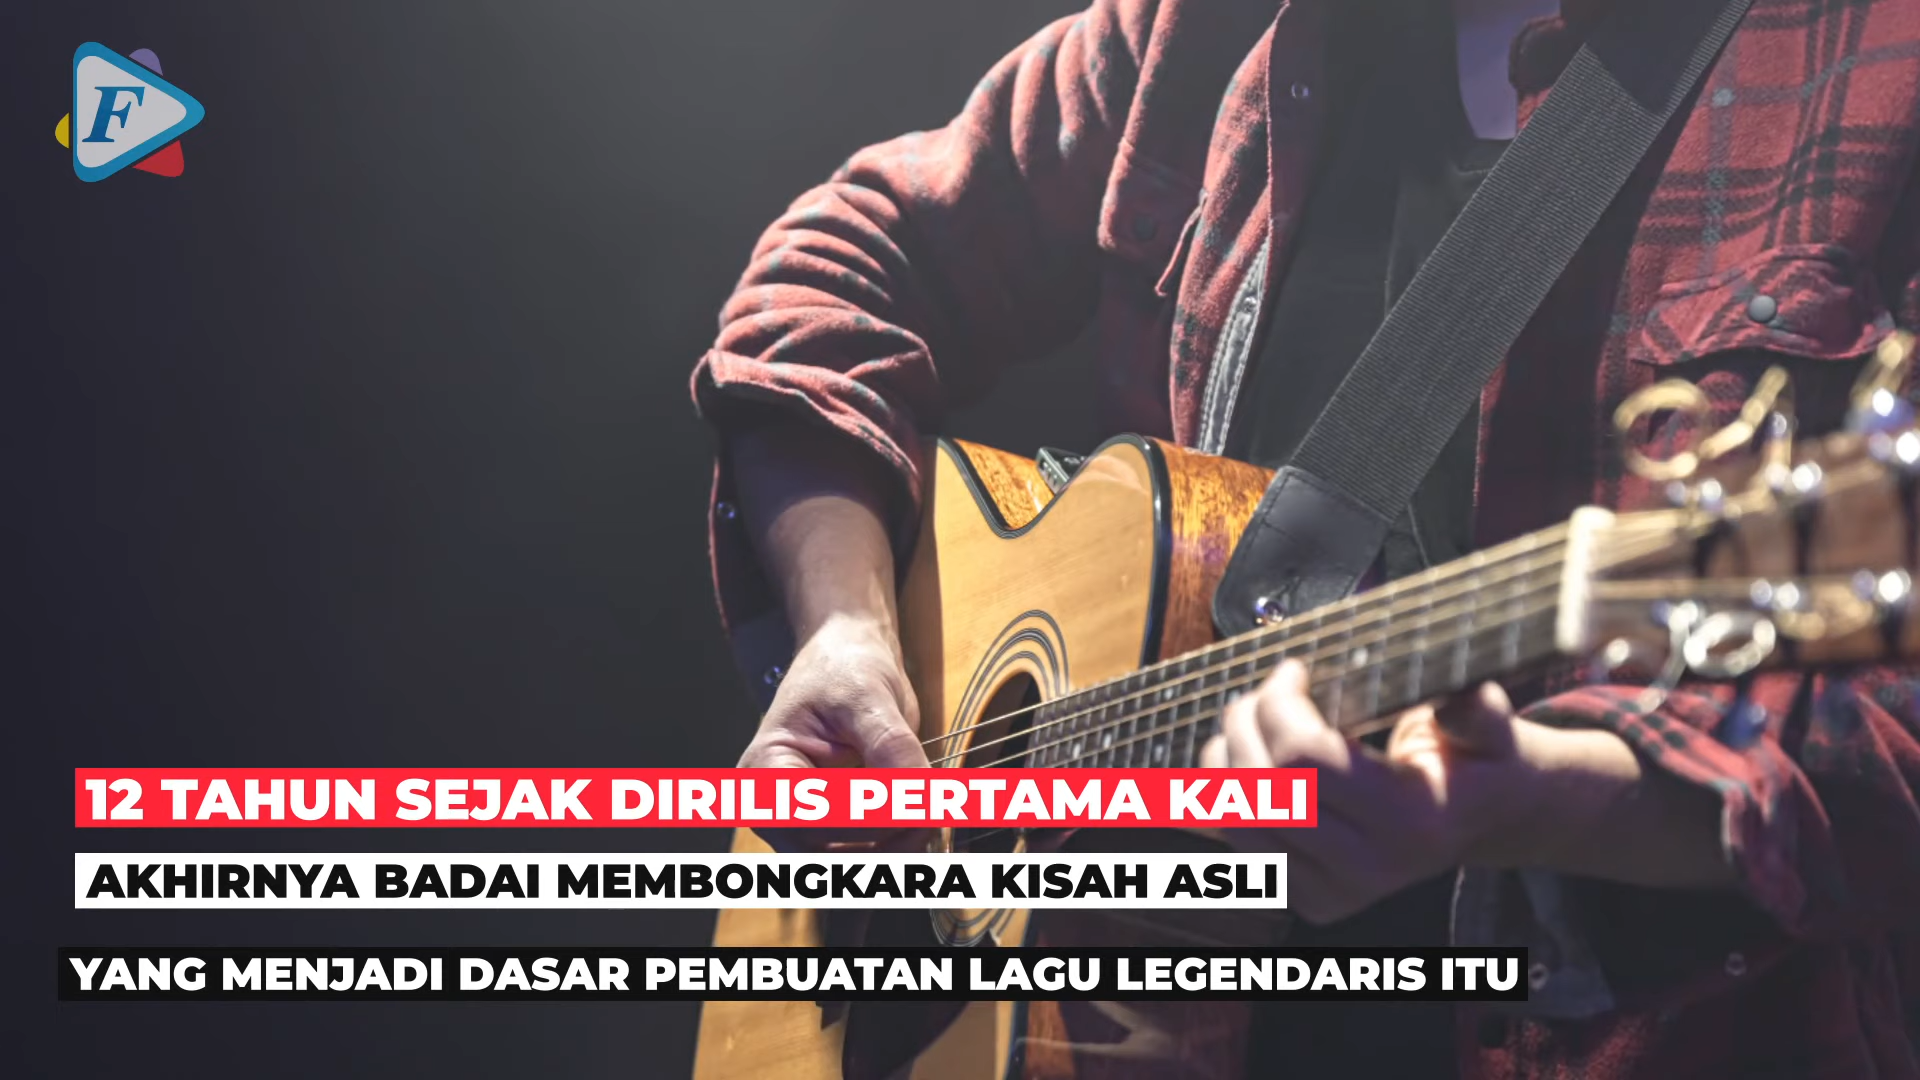 F
12 TAHUN SEJAK DIRILIS PERTAMA KALI
AKHIRNYA BADAI MEMBONGKARA KISAH ASLI
YANG MENJADI DASAR PEMBUATAN LAGU LEGENDARIS ITU